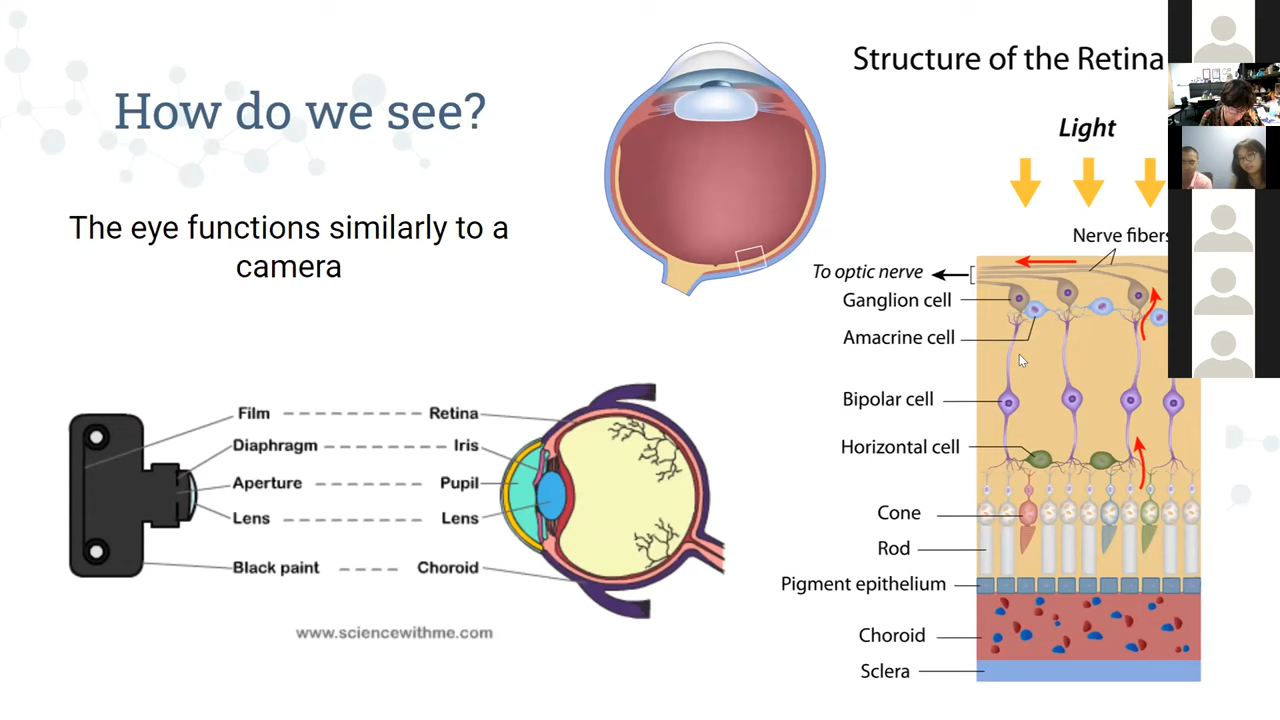 How do we see?
The eye functions similarly to a
camera
Film
Retina
Diaphragm
Iris
Aperture
Pupil
Lens
Lens
Black paint
Choroid
www.sciencewithme.com
Structure of the Retina
Light
Nerve fibers
To optic nerve
Ganglion cell
Amacrine cell
Bipolar cell
Horizontal cell
Cone
Rod
Pigment epithelium
Choroid
Sclera